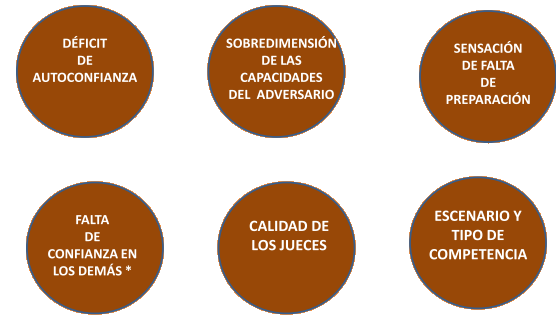 DÉFICIT
DE
AUTOCONFIANZA
SOBREDIMENSIÓN
DE LAS
CAPACIDADES
DEL ADVERSARIO
SENSACIÓN
DE FALTA
DE
PREPARACIÓN
FALTA
DE
CONFIANZA EN
LOS DEMÁS *
CALIDAD DE
LOS JUECES
ESCENARIO Y
TIPO DE
COMPETENCIA